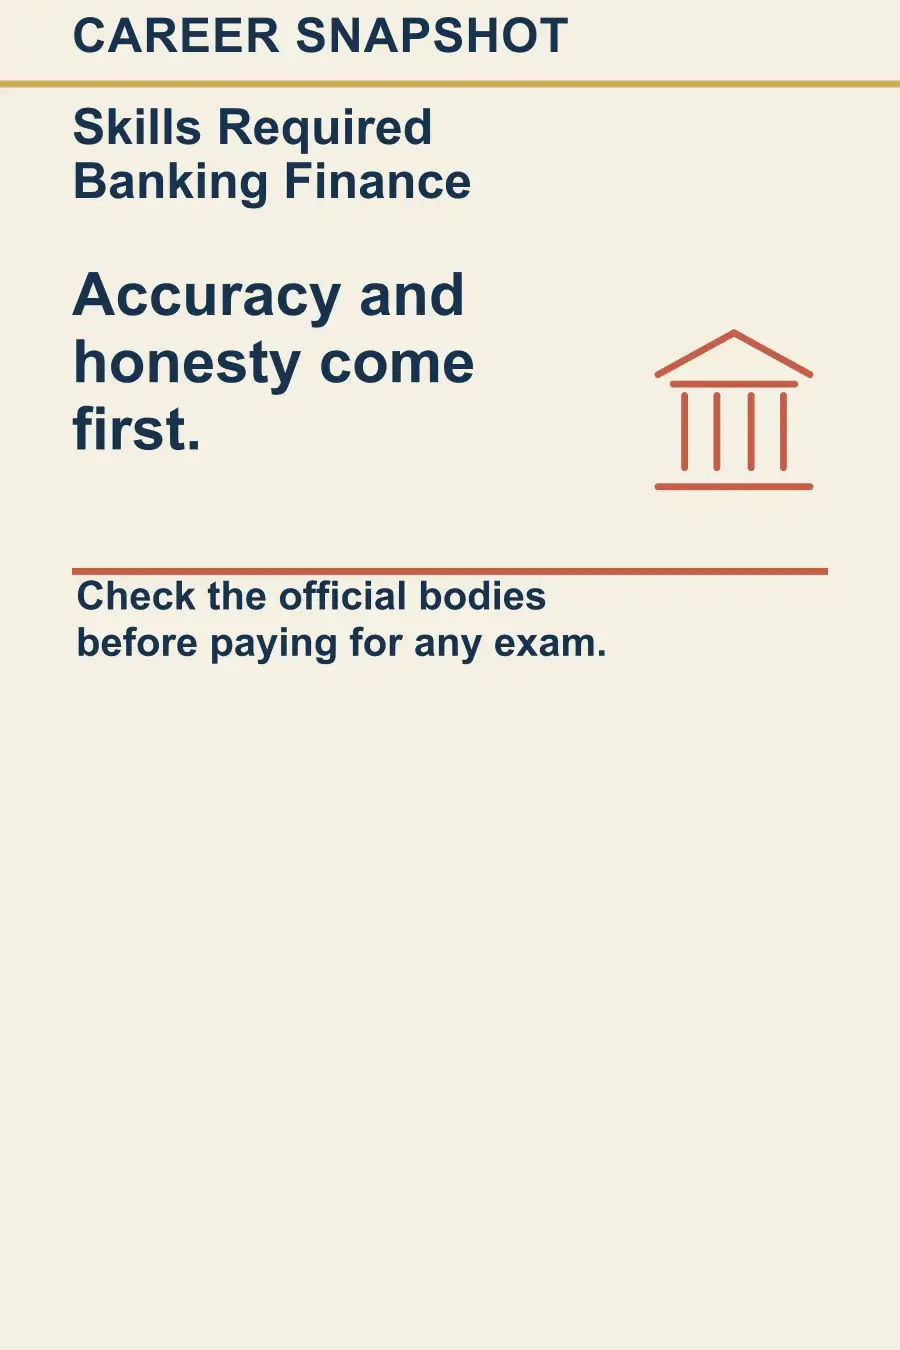 CAREER SNAPSHOT
Skills Required
Banking Finance
Accuracy and
honesty come
first.
Check the official bodies
before paying for any exam.